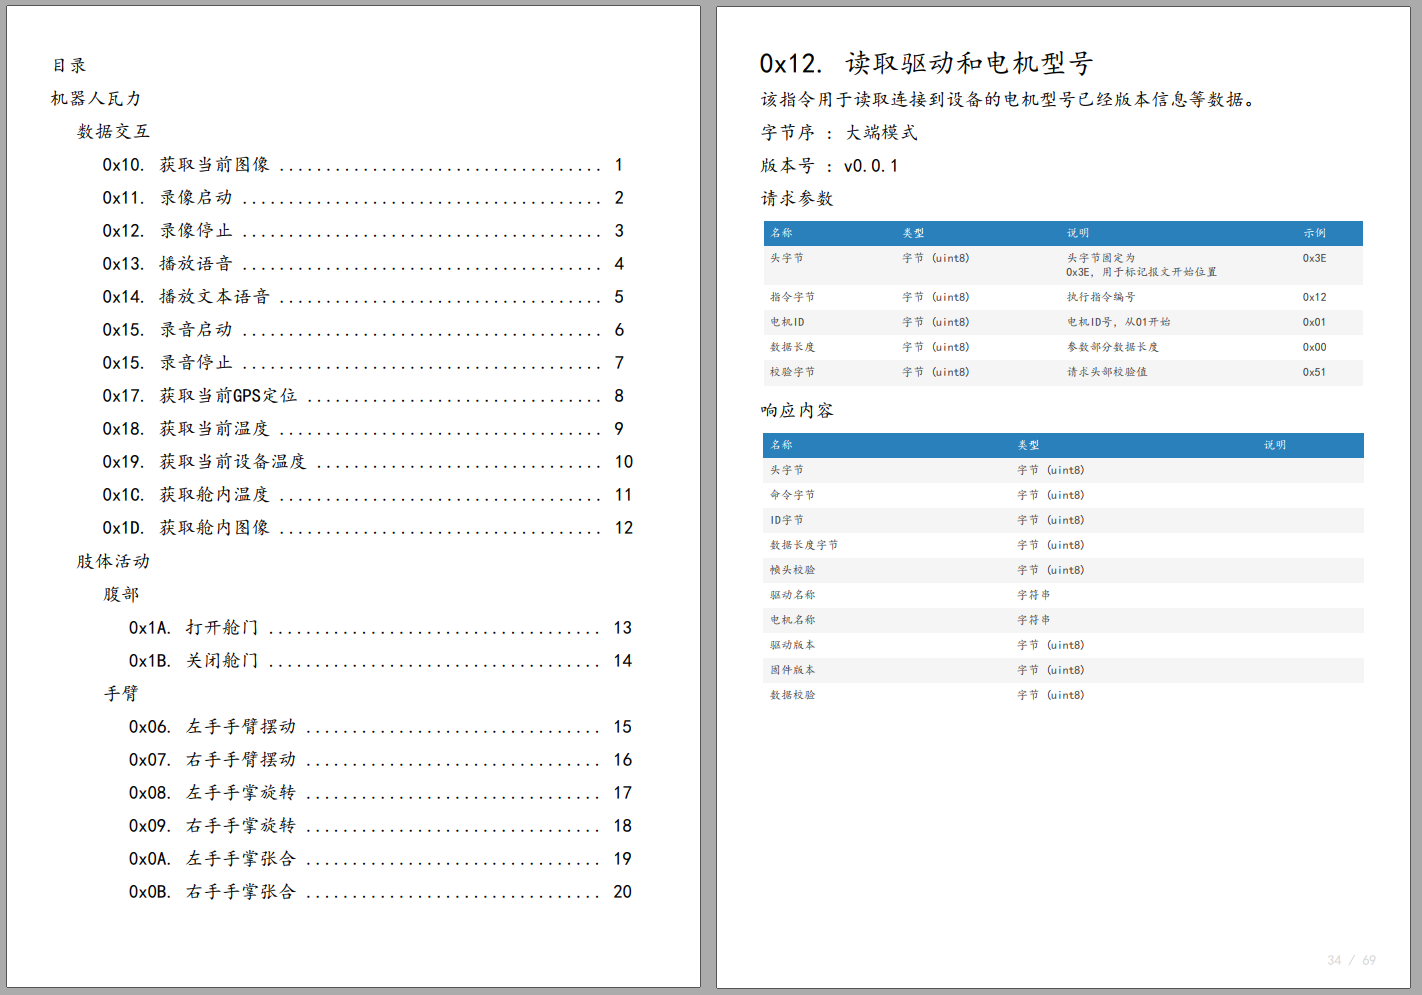 目录
机器人瓦力
数据交互
0x10. 获取当前图像 ................................... 1
0x11. 录像启动 ....................................... 2
0x12. 录像停止 ....................................... 3
0x13. 播放语音 ....................................... 4
0x14. 播放文本语音 ................................... 5
0x15. 录音启动 ....................................... 6
0x15. 录音停止 ....................................... 7
0x17. 获取当前GPS定位 ................................ 8
0x18. 获取当前温度 ................................... 9
0x19. 获取当前设备温度 ............................... 10
0x1C. 获取舱内温度 ................................... 11
0x1D. 获取舱内图像 ................................... 12
肢体活动
腹部
0x1A. 打开舱门 .................................... 13
0x1B. 关闭舱门 .................................... 14
手臂
0x06. 左手手臂摆动 ................................ 15
0x07. 右手手臂摆动 ................................ 16
0x08. 左手手掌旋转 ................................ 17
0x09. 右手手掌旋转 ................................ 18
0x0A. 左手手掌张合 ................................ 19
0x0B. 右手手掌张合 ................................ 20
0x12. 读取驱动和电机型号
该指令用于读取连接到设备的电机型号已经版本信息等数据。
字节序 : 大端模式
版本号 : v0.0.1
请求参数
名称 类型 说明 示例
头字节 字节 (uint8) 头字节固定为 0x3E
0x3E, 用于标记报文开始位置
指令字节 字节 (uint8) 执行指令编号 0x12
电机ID 字节 (uint8) 电机ID号, 从01开始 0x01
数据长度 字节 (uint8) 参数部分数据长度 0x00
校验字节 字节 (uint8) 请求头部校验值 0x51
响应内容
名称 类型 说明
头字节 字节 (uint8)
命令字节 字节 (uint8)
ID字节 字节 (uint8)
数据长度字节 字节 (uint8)
帧头校验 字节 (uint8)
驱动名称 字符串
电机名称 字符串
驱动版本 字节 (uint8)
固件版本 字节 (uint8)
数据校验 字节 (uint8)
34 / 69